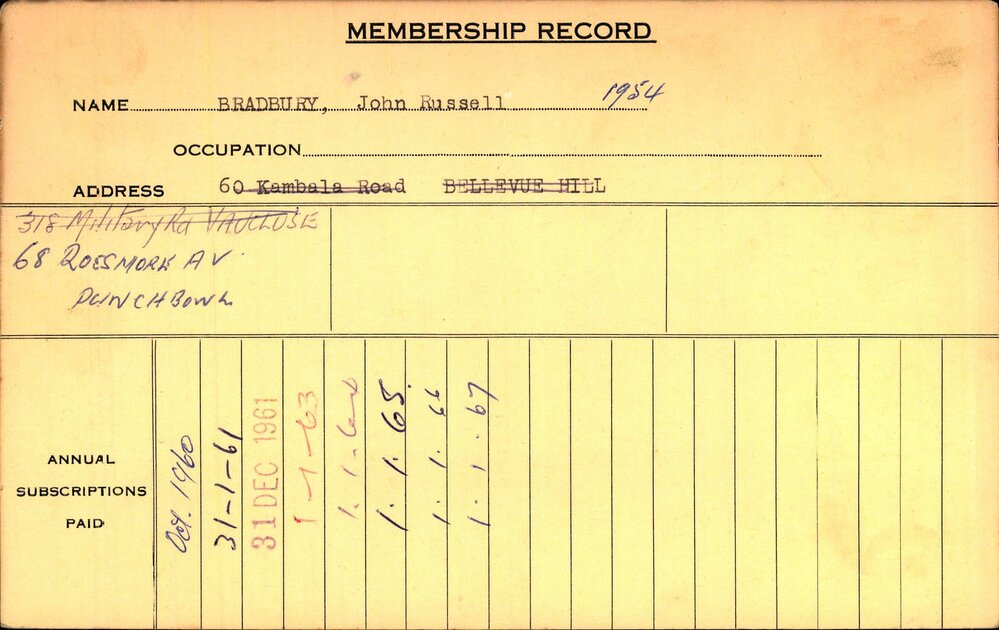 MEMBERSHIP RECORD
NAME BRADBURY, John Russell 1954
OCCUPATION
ADDRESS 60 Kambala Road BELLEVUE HILL
318 Military Rd VAUCLUSE
68 ROESMORE AV
PUNCHBOWL
ANNUAL
SUBSCRIPTIONS
PAID
Oct. 1960
31-1-61
31 DEC 1961
1-1-63
1.1.64
1.1.65.
1.1.66
1.1.67